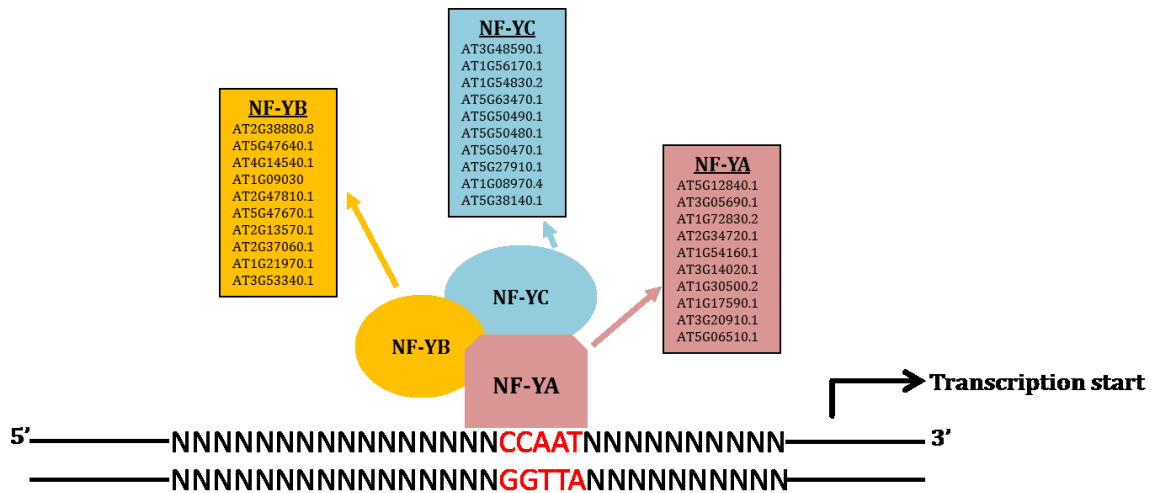 NF-YC
AT3G48590.1
AT1G56170.1
AT1G54830.2
AT5G63470.1
AT5G50490.1
AT5G50480.1
AT5G50470.1
AT5G27910.1
AT1G08970.4
AT5G38140.1
NF-YB
AT2G38880.8
AT5G47640.1
AT4G14540.1
AT1G09030
AT2G47810.1
AT5G47670.1
AT2G13570.1
AT2G37060.1
AT1G21970.1
AT3G53340.1
NF-YA
AT5G12840.1
AT3G05690.1
AT1G72830.2
AT2G34720.1
AT1G54160.1
AT3G14020.1
AT1G30500.2
AT1G17590.1
AT3G20910.1
AT5G06510.1
NF-YC
NF-YB
NF-YA
Transcription start
5’ NNNNNNNNNNNNNNNNCCAATNNNNNNNNNN 3’
NNNNNNNNNNNNNNNNGGTTANNNNNNNNNN